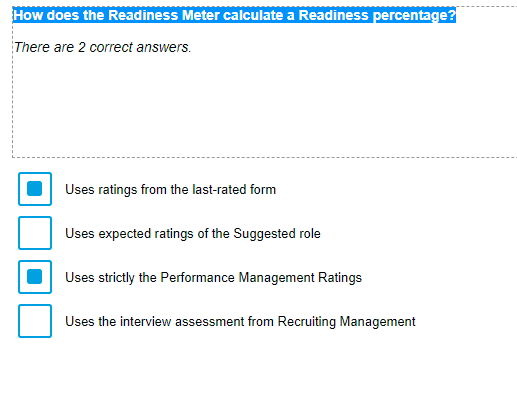 How does the Readiness Meter calculate a Readiness percentage?
There are 2 correct answers.
Uses ratings from the last-rated form
Uses expected ratings of the Suggested role
Uses strictly the Performance Management Ratings
Uses the interview assessment from Recruiting Management